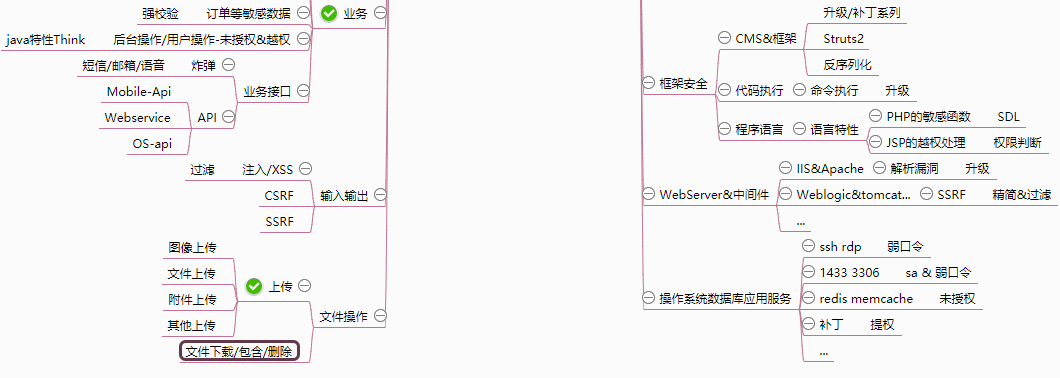 强校验 订单等敏感数据 业务
java特性Think 后台操作/用户操作-未授权&越权
短信/邮箱/语音 炸弹
Mobile-Api 业务接口
Webservice API
OS-api
过滤 注入/XSS
CSRF 输入输出
SSRF
图像上传
文件上传 上传
附件上传
其他上传 文件操作
文件下载/包含/删除
升级/补丁系列
CMS&框架 Struts2
反序列化
框架安全 代码执行 命令执行 升级
PHP的敏感函数 SDL
程序语言 语言特性
JSP的越权处理 权限判断
IIS&Apache 解析漏洞 升级
WebServer&中间件 Weblogic&tomcat... SSRF 精简&过滤
...
ssh rdp 弱口令
1433 3306 sa & 弱口令
操作系统数据库应用服务 redis memcache 未授权
补丁 提权
...